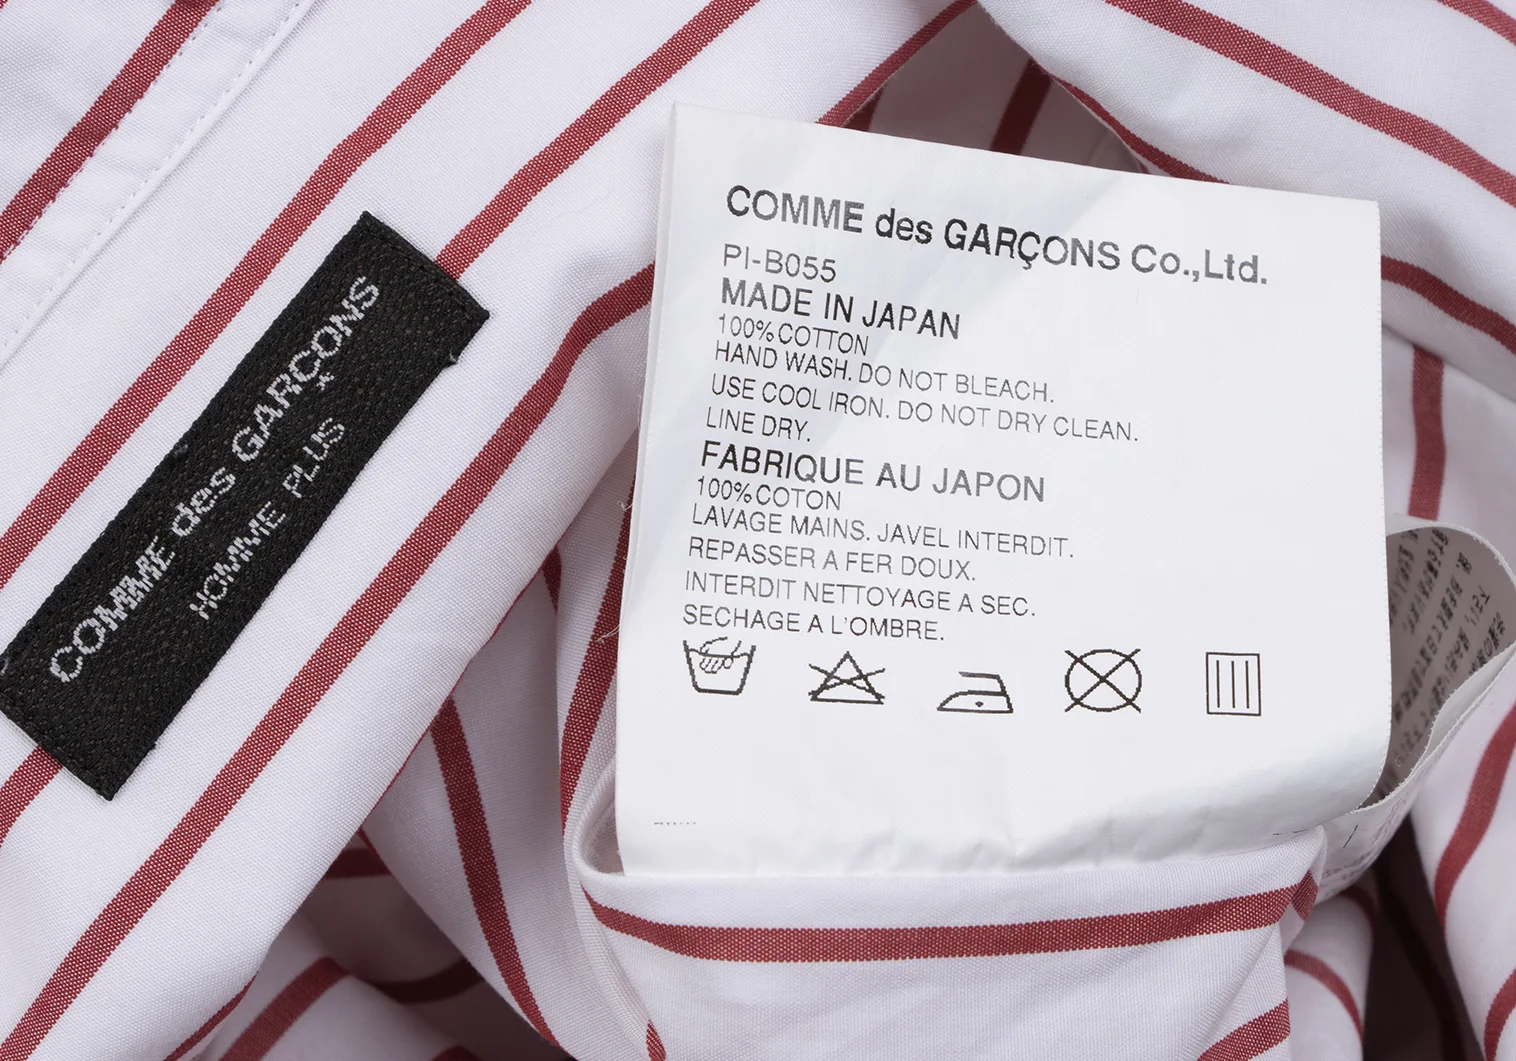 COMME des GARÇONS
HOMME PLUS
COMME des GARÇONS Co.,Ltd.
PI-B055
MADE IN JAPAN
100%COTTON
HAND WASH. DO NOT BLEACH.
USE COOL IRON. DO NOT DRY CLEAN.
LINE DRY.
FABRIQUE AU JAPON
100%COTON
LAVAGE MAINS. JAVEL INTERDIT.
REPASSER A FER DOUX.
INTERDIT NETTOYAGE A SEC.
SECHAGE A L'OMBRE.